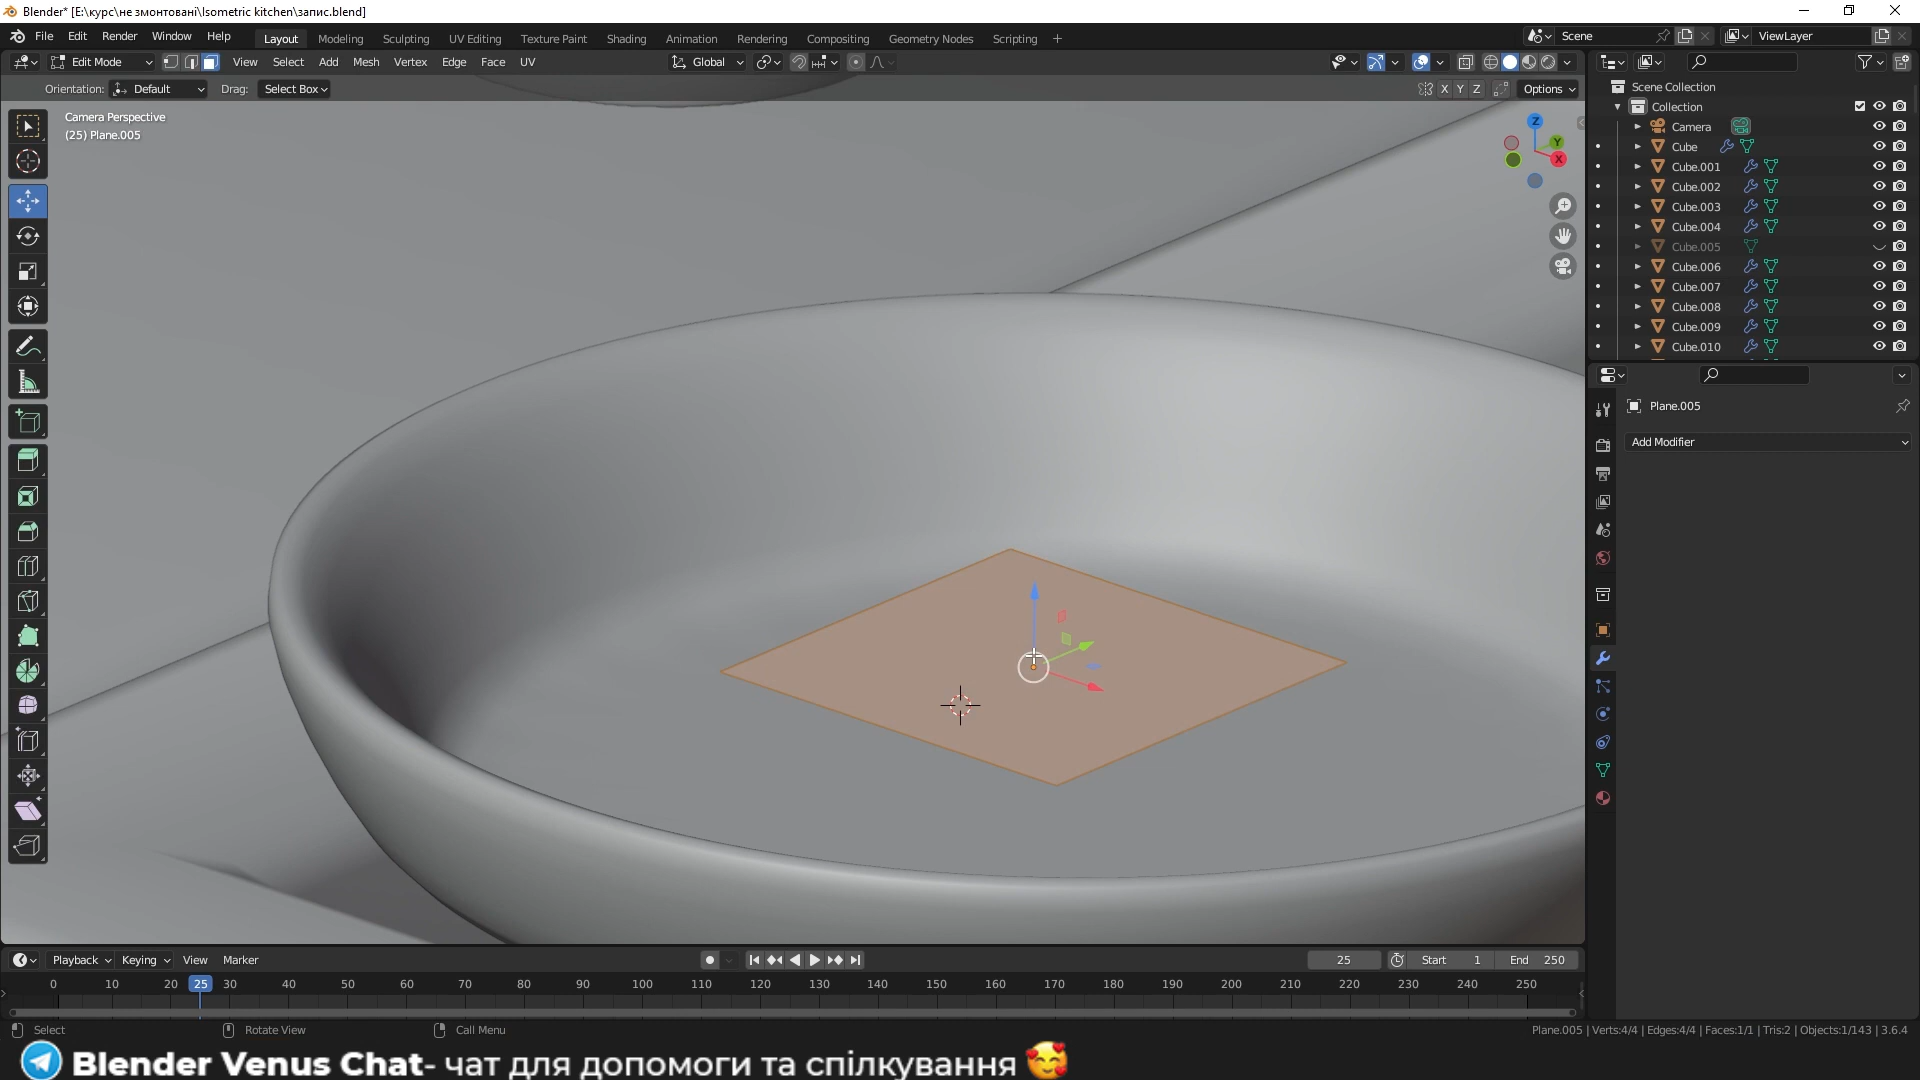 Blender* [E:\курс\не змонтовані\Isometric kitchen\запис.blend]
File Edit Render Window Help
Layout Modeling Sculpting UV Editing Texture Paint Shading Animation Rendering Compositing Geometry Nodes Scripting +
Scene
ViewLayer
Edit Mode View Select Add Mesh Vertex Edge Face UV
Global
Orientation: Default Drag: Select Box
X Y Z Options
Camera Perspective
(25) Plane.005
Z
Y
X
Scene Collection
Collection
Camera
Cube
Cube.001
Cube.002
Cube.003
Cube.004
Cube.005
Cube.006
Cube.007
Cube.008
Cube.009
Cube.010
Plane.005
Add Modifier
Playback Keying View Marker
25 Start 1 End 250
0 10 20 25 30 40 50 60 70 80 90 100 110 120 130 140 150 160 170 180 190 200 210 220 230 240 250
Select Rotate View Call Menu
Plane.005 | Verts:4/4 | Edges:4/4 | Faces:1/1 | Tris:2 | Objects:1/143 | 3.6.4
Blender Venus Chat- чат для допомоги та спілкування 🥰